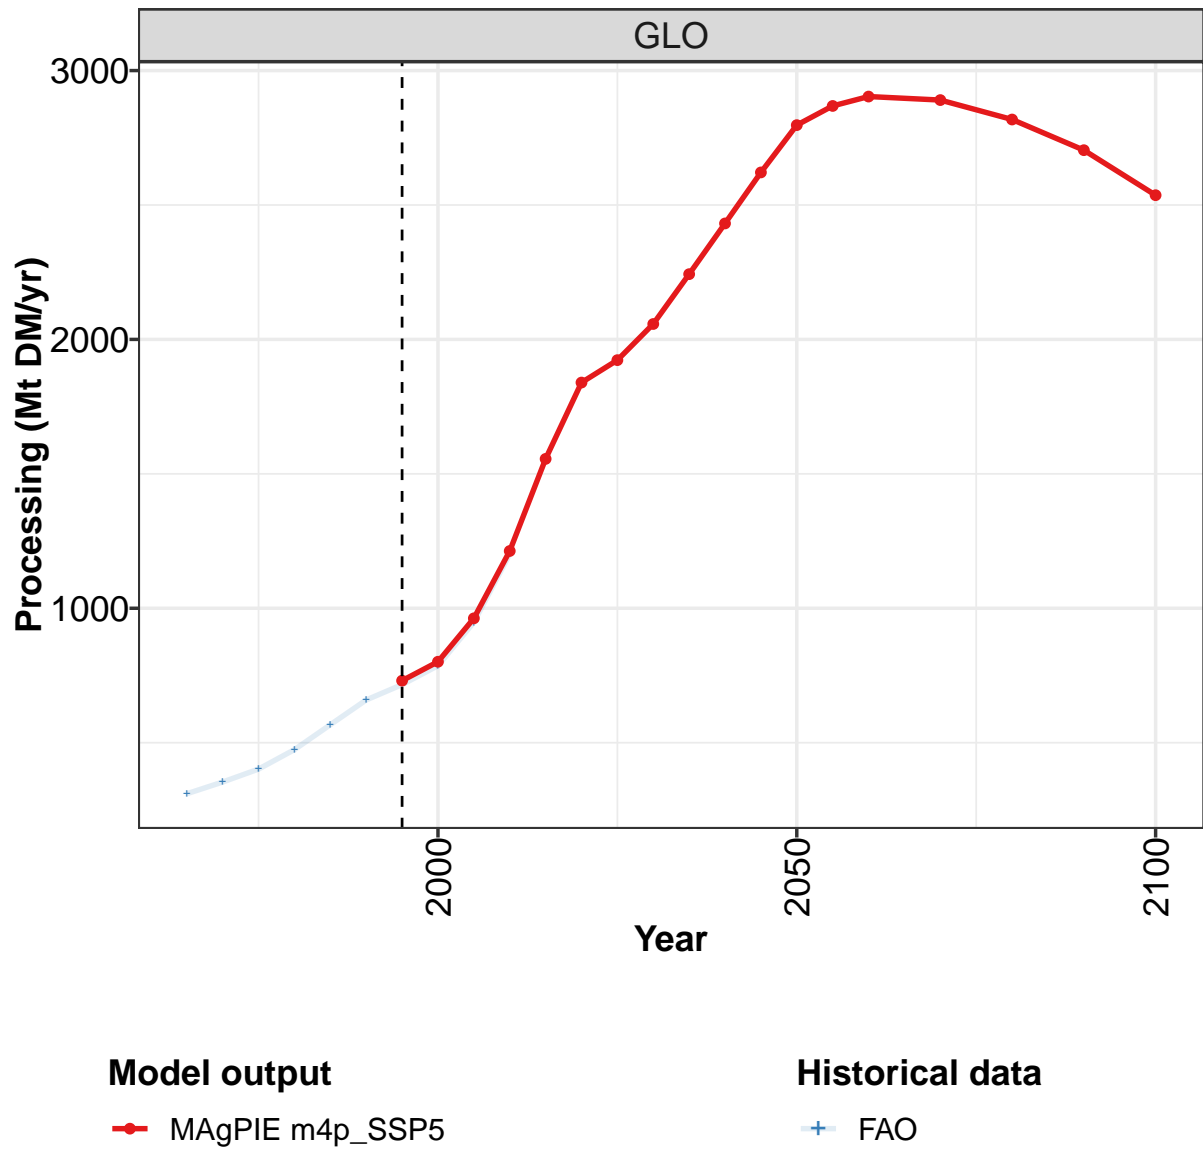 GLO
3000
2000
1000
Processing (Mt DM/yr)
2000
2050
2100
Year
Model output
Historical data
MAgPIE m4p_SSP5
FAO